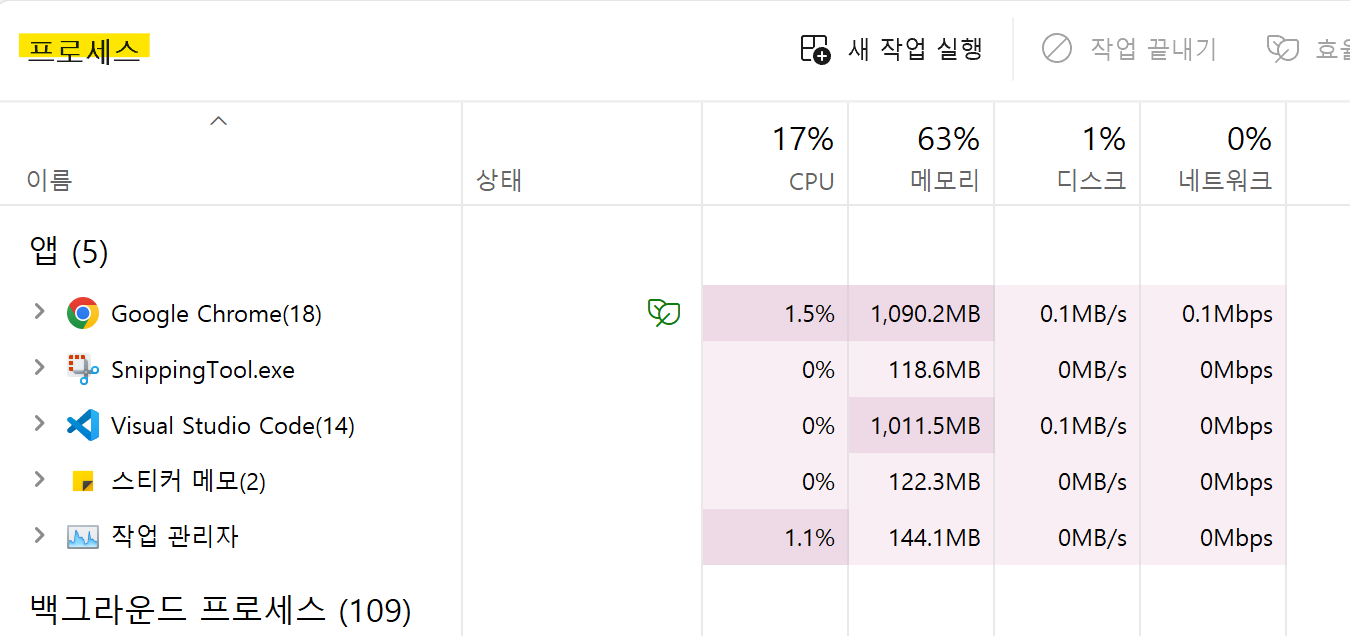 프로세스
새 작업 실행
작업 끝내기
17% 63% 1% 0%
이름 상태 CPU 메모리 디스크 네트워크
앱 (5)
Google Chrome(18) 1.5% 1,090.2MB 0.1MB/s 0.1Mbps
SnippingTool.exe 0% 118.6MB 0MB/s 0Mbps
Visual Studio Code(14) 0% 1,011.5MB 0.1MB/s 0Mbps
스티커 메모(2) 0% 122.3MB 0MB/s 0Mbps
작업 관리자 1.1% 144.1MB 0MB/s 0Mbps
백그라운드 프로세스 (109)